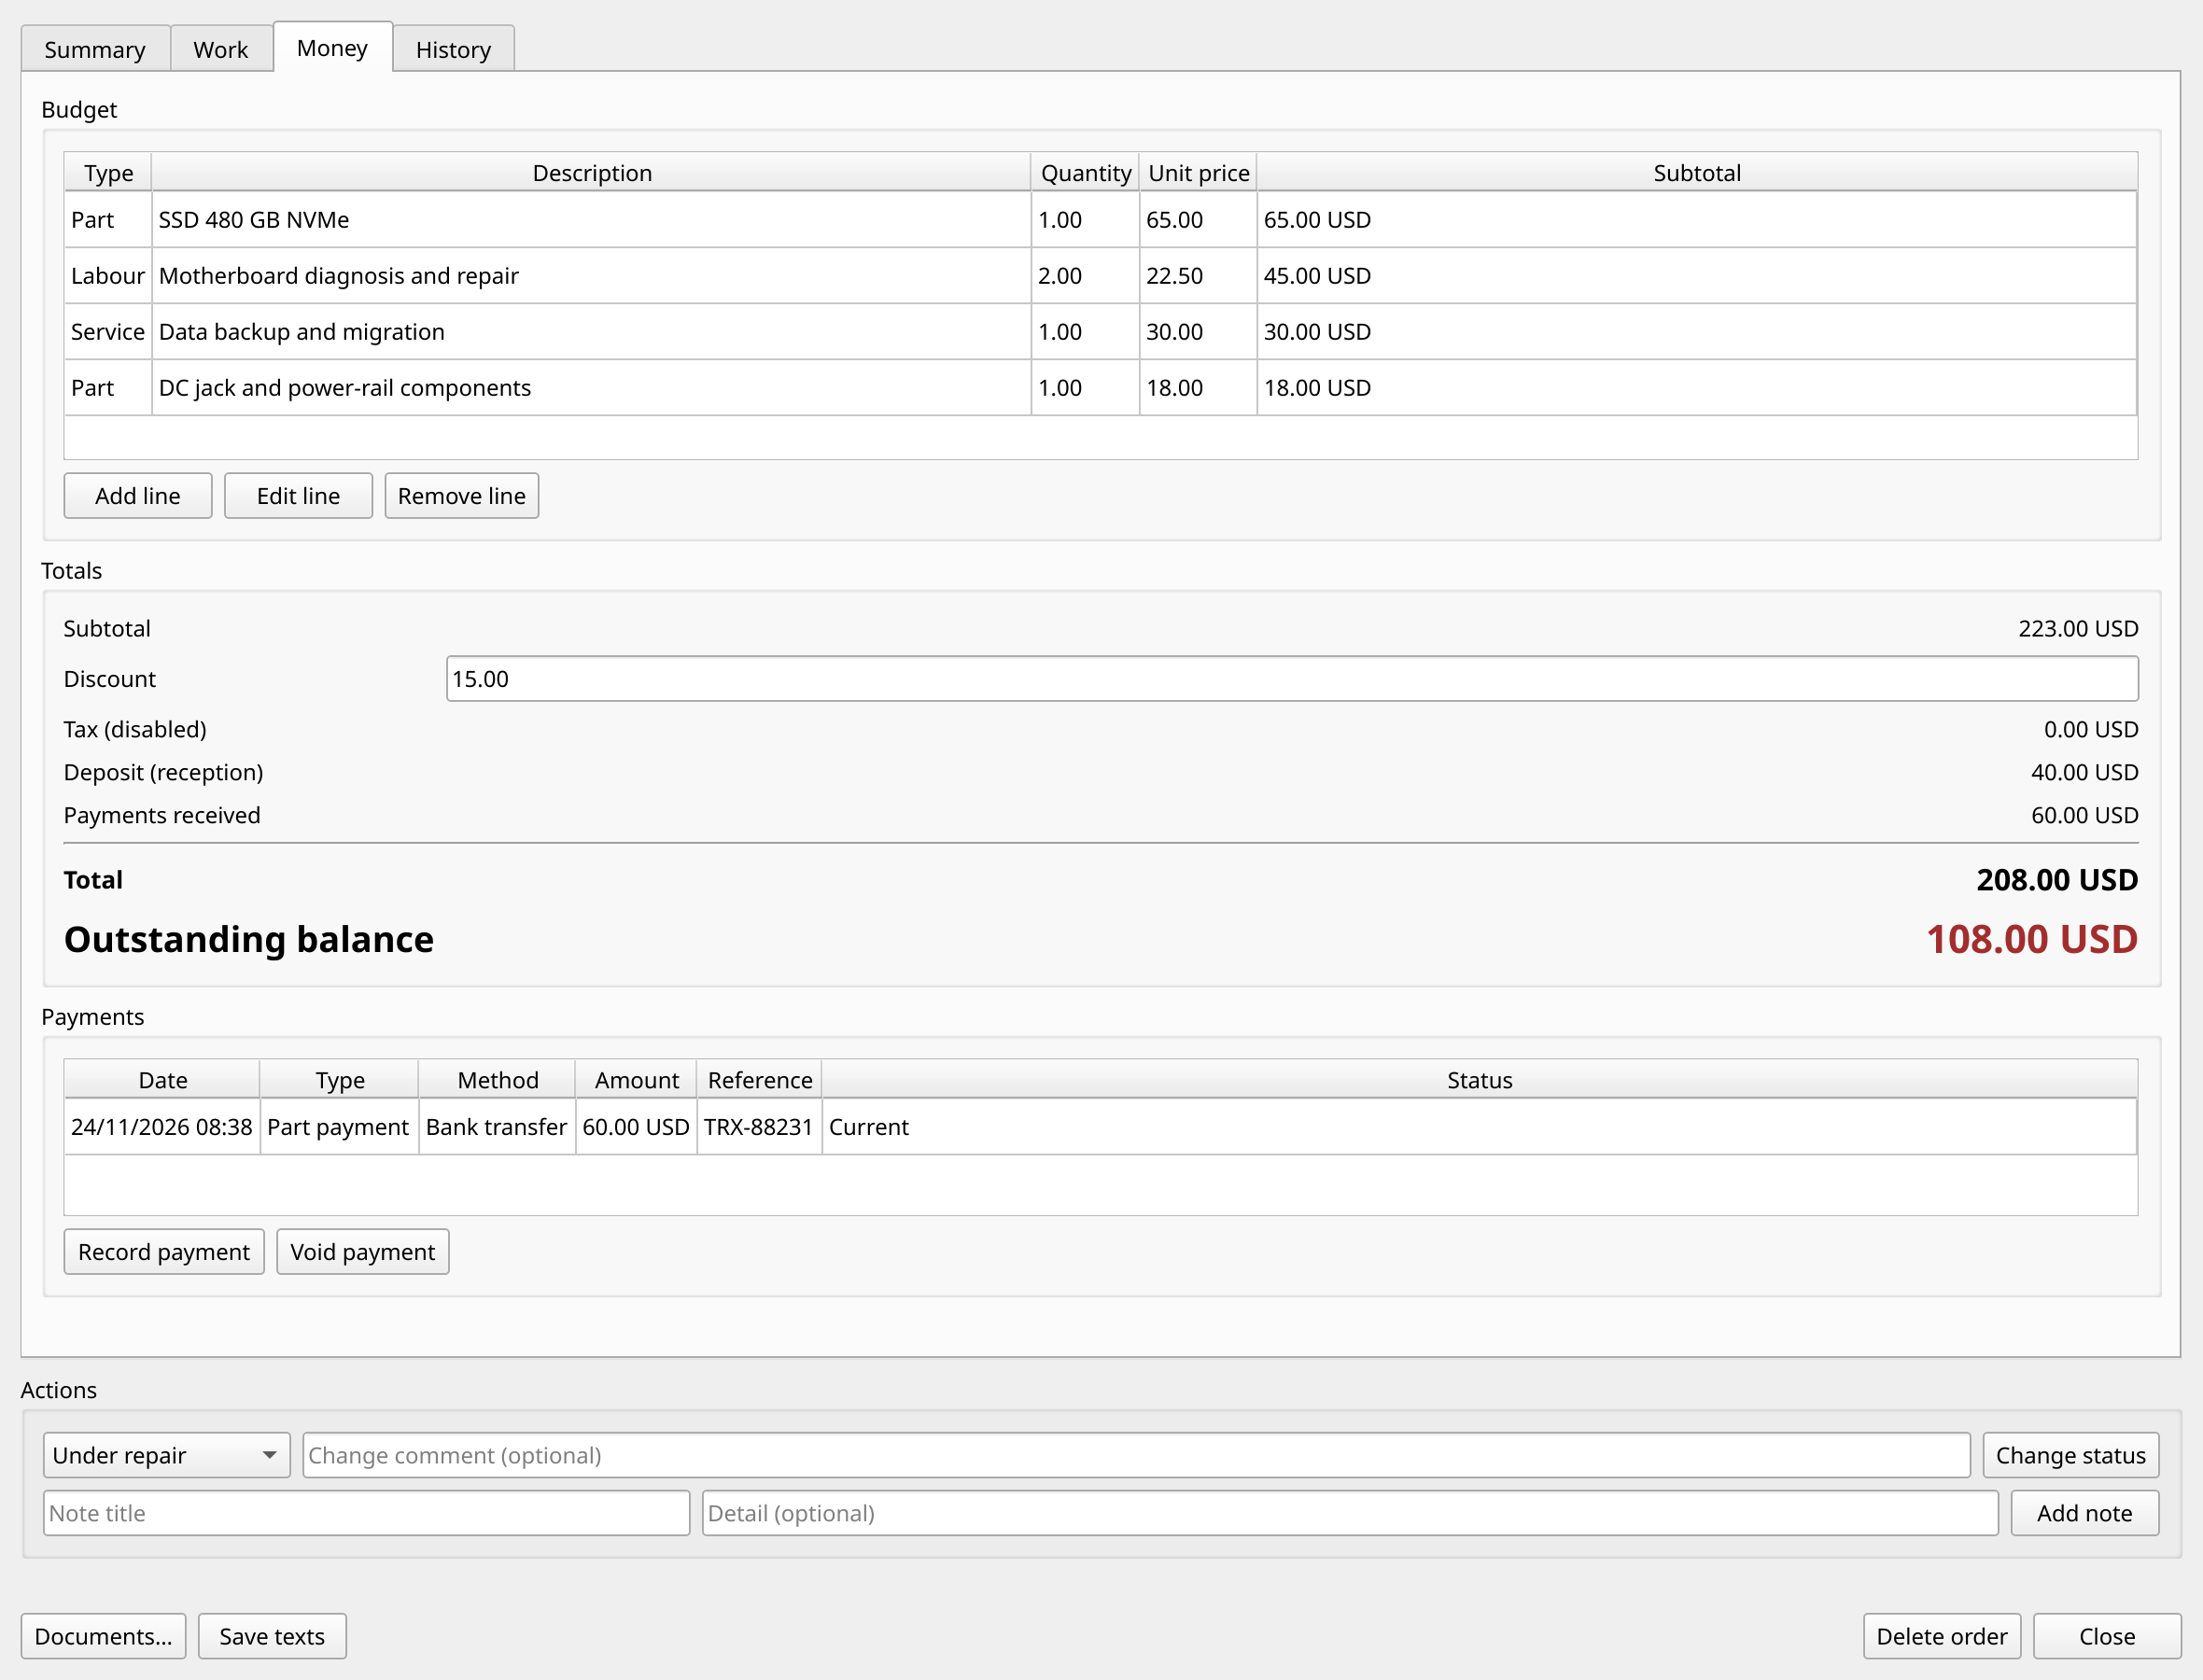 Summary Work Money History
Budget
Type Description Quantity Unit price Subtotal
Part SSD 480 GB NVMe 1.00 65.00 65.00 USD
Labour Motherboard diagnosis and repair 2.00 22.50 45.00 USD
Service Data backup and migration 1.00 30.00 30.00 USD
Part DC jack and power-rail components 1.00 18.00 18.00 USD
Add line Edit line Remove line
Totals
Subtotal 223.00 USD
Discount 15.00
Tax (disabled) 0.00 USD
Deposit (reception) 40.00 USD
Payments received 60.00 USD
Total 208.00 USD
Outstanding balance 108.00 USD
Payments
Date Type Method Amount Reference Status
24/11/2026 08:38 Part payment Bank transfer 60.00 USD TRX-88231 Current
Record payment Void payment
Actions
Under repair Change comment (optional) Change status
Note title Detail (optional) Add note
Documents... Save texts Delete order Close